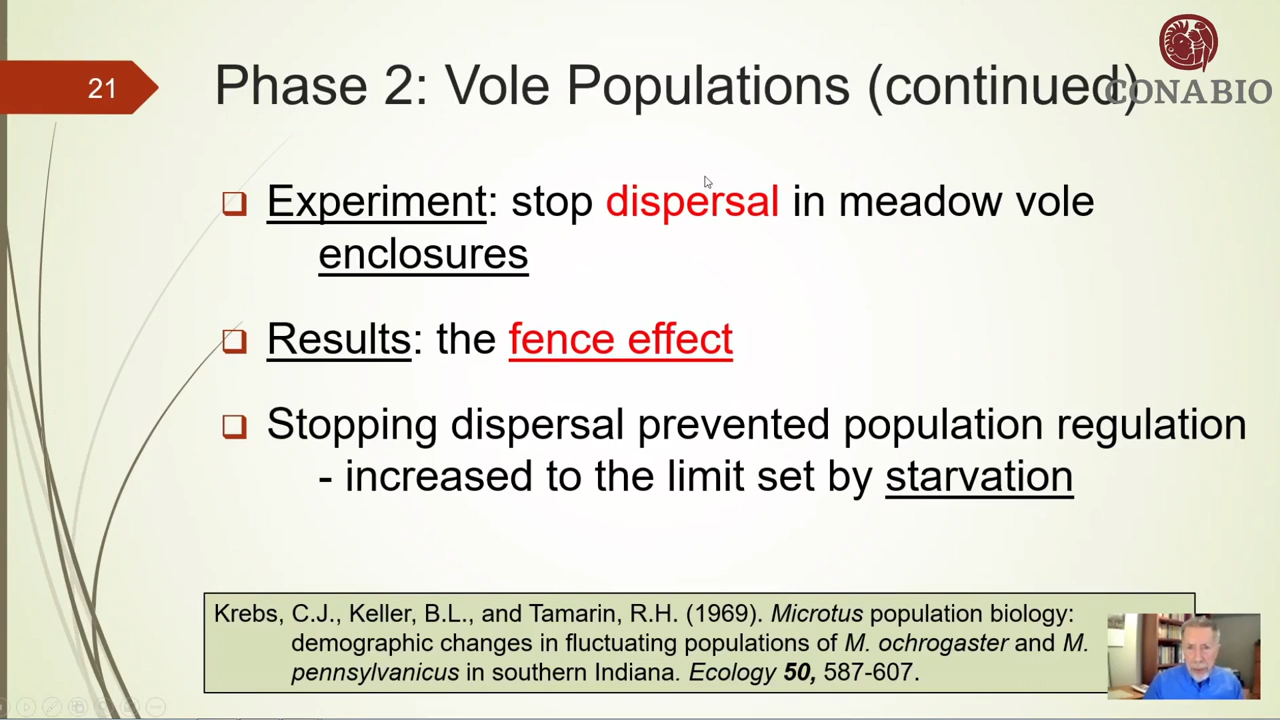 21
Phase 2: Vole Populations (continued)
CONABIO
Experiment: stop dispersal in meadow vole
enclosures
Results: the fence effect
Stopping dispersal prevented population regulation
- increased to the limit set by starvation
Krebs, C.J., Keller, B.L., and Tamarin, R.H. (1969). Microtus population biology:
demographic changes in fluctuating populations of M. ochrogaster and M.
pennsylvanicus in southern Indiana. Ecology 50, 587-607.